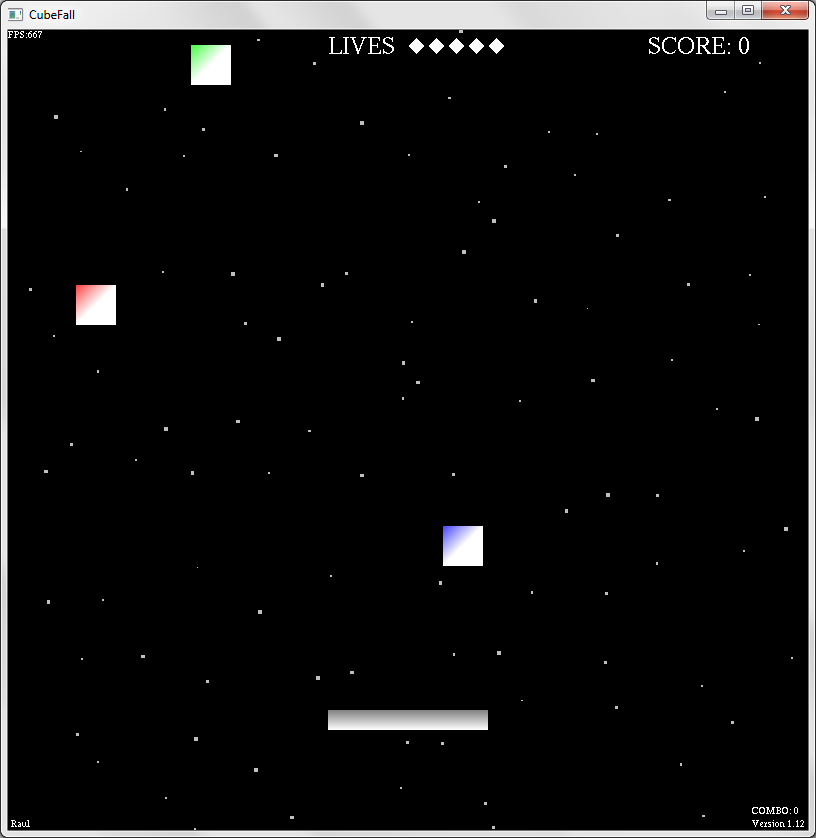 CubeFall
FPS:667
LIVES
SCORE: 0
COMBO: 0
Raul
Version 1.12